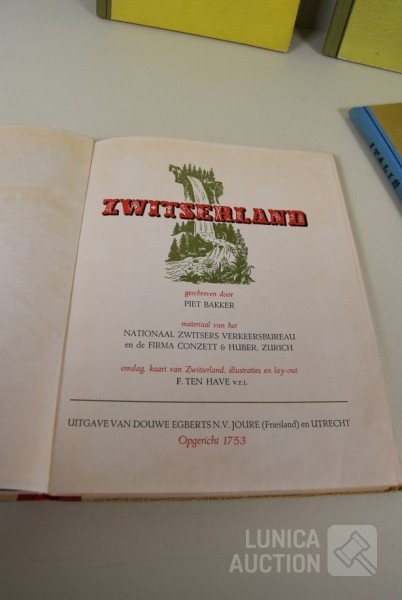 ZWITSERLAND
geschreven door
PIET BAKKER
materiaal van het
NATIONAAL ZWITSERS VERKEERSBUREAU
en de FIRMA CONZETT & HUBER, ZURICH
omslag, kaart van Zwitserland, illustraties en lay-out
F. TEN HAVE v.r.i.
UITGAVE VAN DOUWE EGBERTS N.V. JOURE (Friesland) en UTRECHT
Opgericht 1753
ITALIË
LUNICA
AUCTION